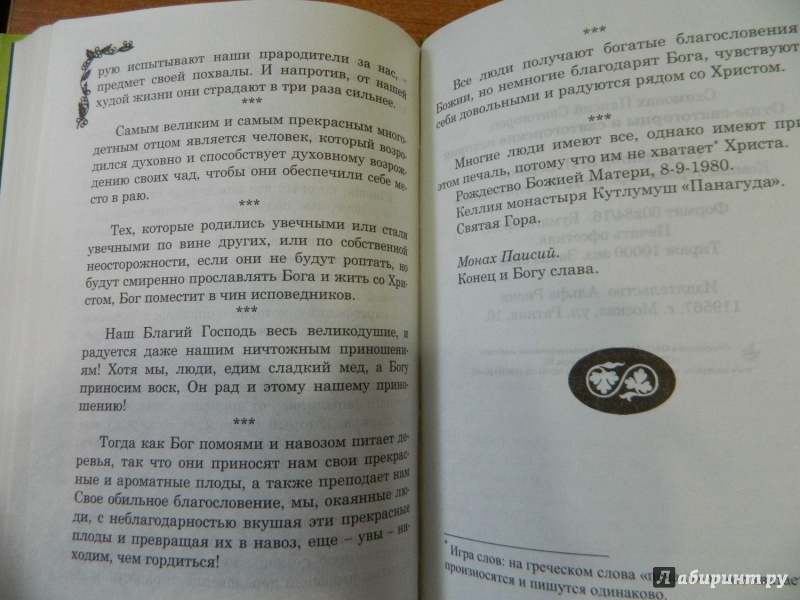 рую испытывают наши прародители за нас, –
предмет своей похвалы. И напротив, от нашей
худой жизни они страдают в три раза сильнее.
***
Самым великим и самым прекрасным много-
детным отцом является человек, который возро-
дился духовно и способствует духовному возрож-
дению своих чад, чтобы они обеспечили себе ме-
сто в раю.
***
Тех, которые родились увечными или стали
увечными по вине других, или по собственной
неосторожности, если они не будут роптать, но
будут смиренно прославлять Бога и жить со Хри-
стом, Бог поместит в чин исповедников.
***
Наш Благий Господь весь великодушие, и
радуется даже нашим ничтожным приношени-
ям! Хотя мы, люди, едим сладкий мед, а Богу
приносим воск, Он рад и этому нашему прино-
шению!
***
Тогда как Бог помоями и навозом питает де-
ревья, так что они приносят нам свои прекрас-
ные и ароматные плоды, а также преподает нам
Свое обильное благословение, мы, окаянные лю-
ди, с неблагодарностью вкушая эти прекрасные
плоды и превращая их в навоз, еще – увы – на-
ходим, чем гордиться!
***
Все люди получают богатые благословения
Божии, но немногие благодарят Бога, чувствуют
себя довольными и радуются рядом со Христом.
***
Многие люди имеют все, однако имеют при
этом печаль, потому что им не хватает* Христа.
Рождество Божией Матери, 8-9-1980.
Келлия монастыря Кутлумуш «Панагуда».
Святая Гора.
Монах Паисий.
Конец и Богу слава.
* Игра слов: на греческом слова
произносятся и пишутся одинаково.
Лабиринт.ру